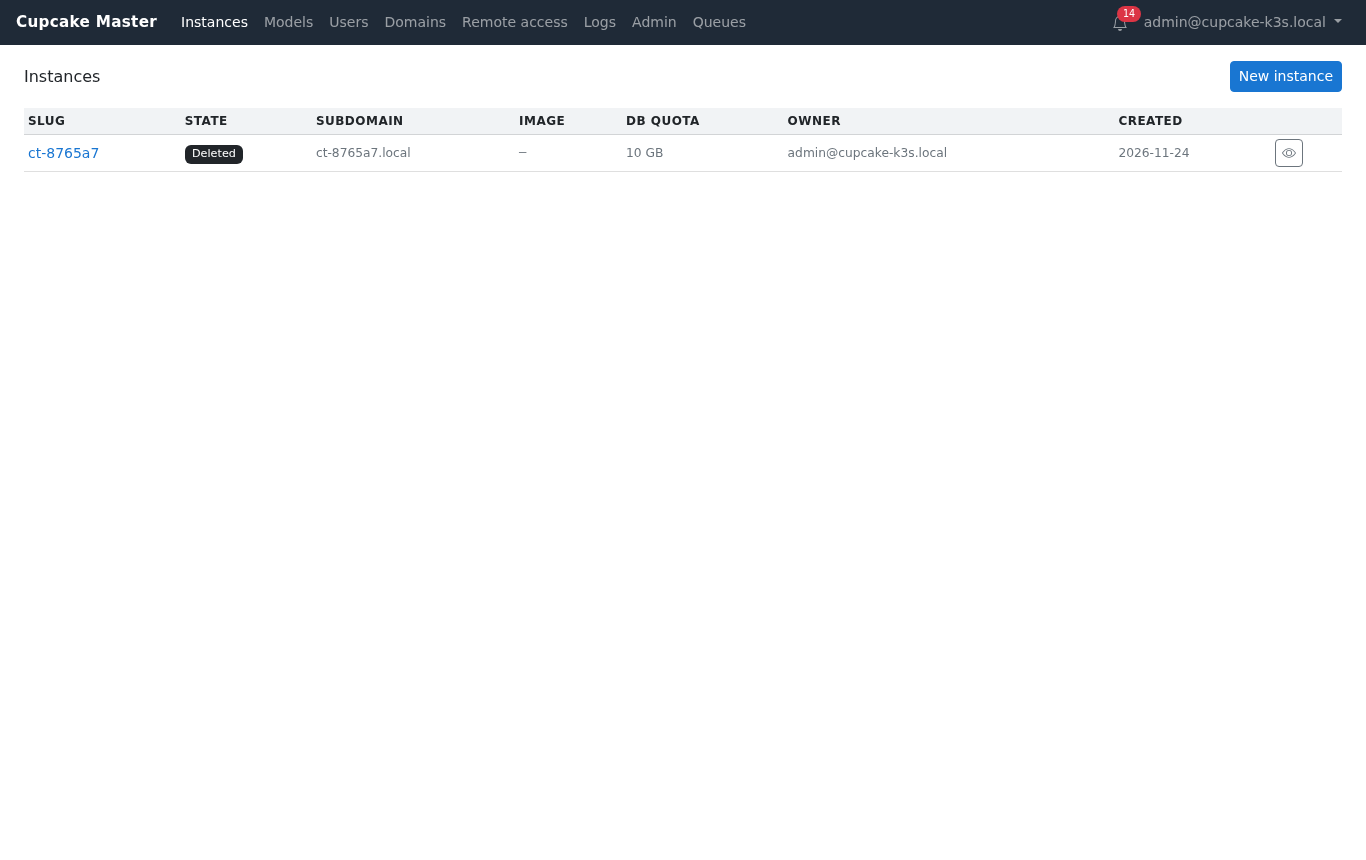 Cupcake Master Instances Models Users Domains Remote access Logs Admin Queues 14 admin@cupcake-k3s.local
Instances New instance
SLUG STATE SUBDOMAIN IMAGE DB QUOTA OWNER CREATED
ct-8765a7 Deleted ct-8765a7.local — 10 GB admin@cupcake-k3s.local 2026-11-24